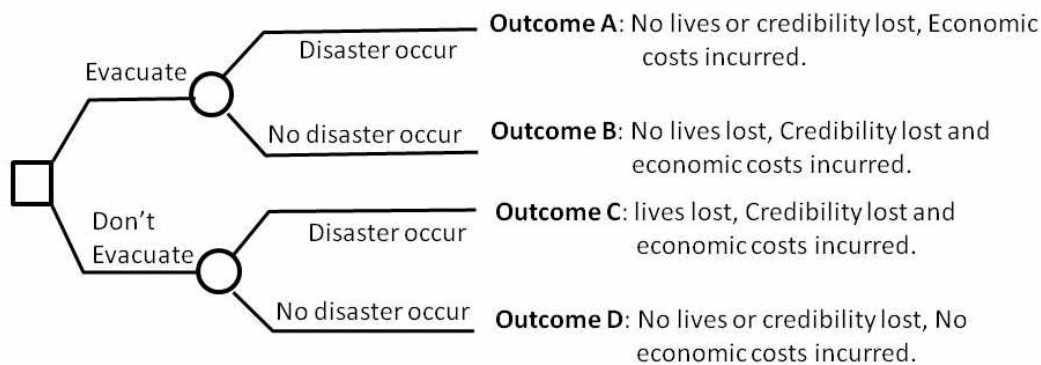 Outcome A: No lives or credibility lost, Economic
costs incurred.
Disaster occur
Evacuate
No disaster occur
Outcome B: No lives lost, Credibility lost and
economic costs incurred.
Don't
Evacuate
Outcome C: lives lost, Credibility lost and
economic costs incurred.
Disaster occur
No disaster occur
Outcome D: No lives or credibility lost, No
economic costs incurred.